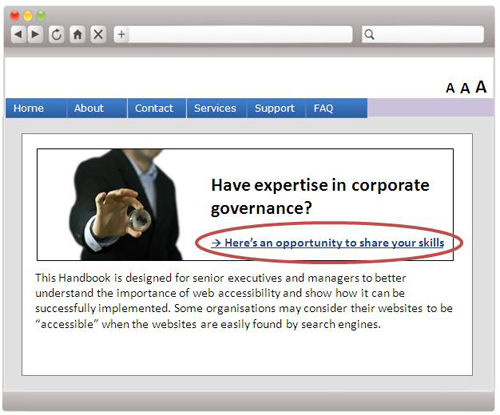 A A A
Home About Contact Services Support FAQ
Have expertise in corporate
governance?
→ Here's an opportunity to share your skills
This Handbook is designed for senior executives and managers to better
understand the importance of web accessibility and show how it can be
successfully implemented. Some organisations may consider their websites to be
“accessible” when the websites are easily found by search engines.